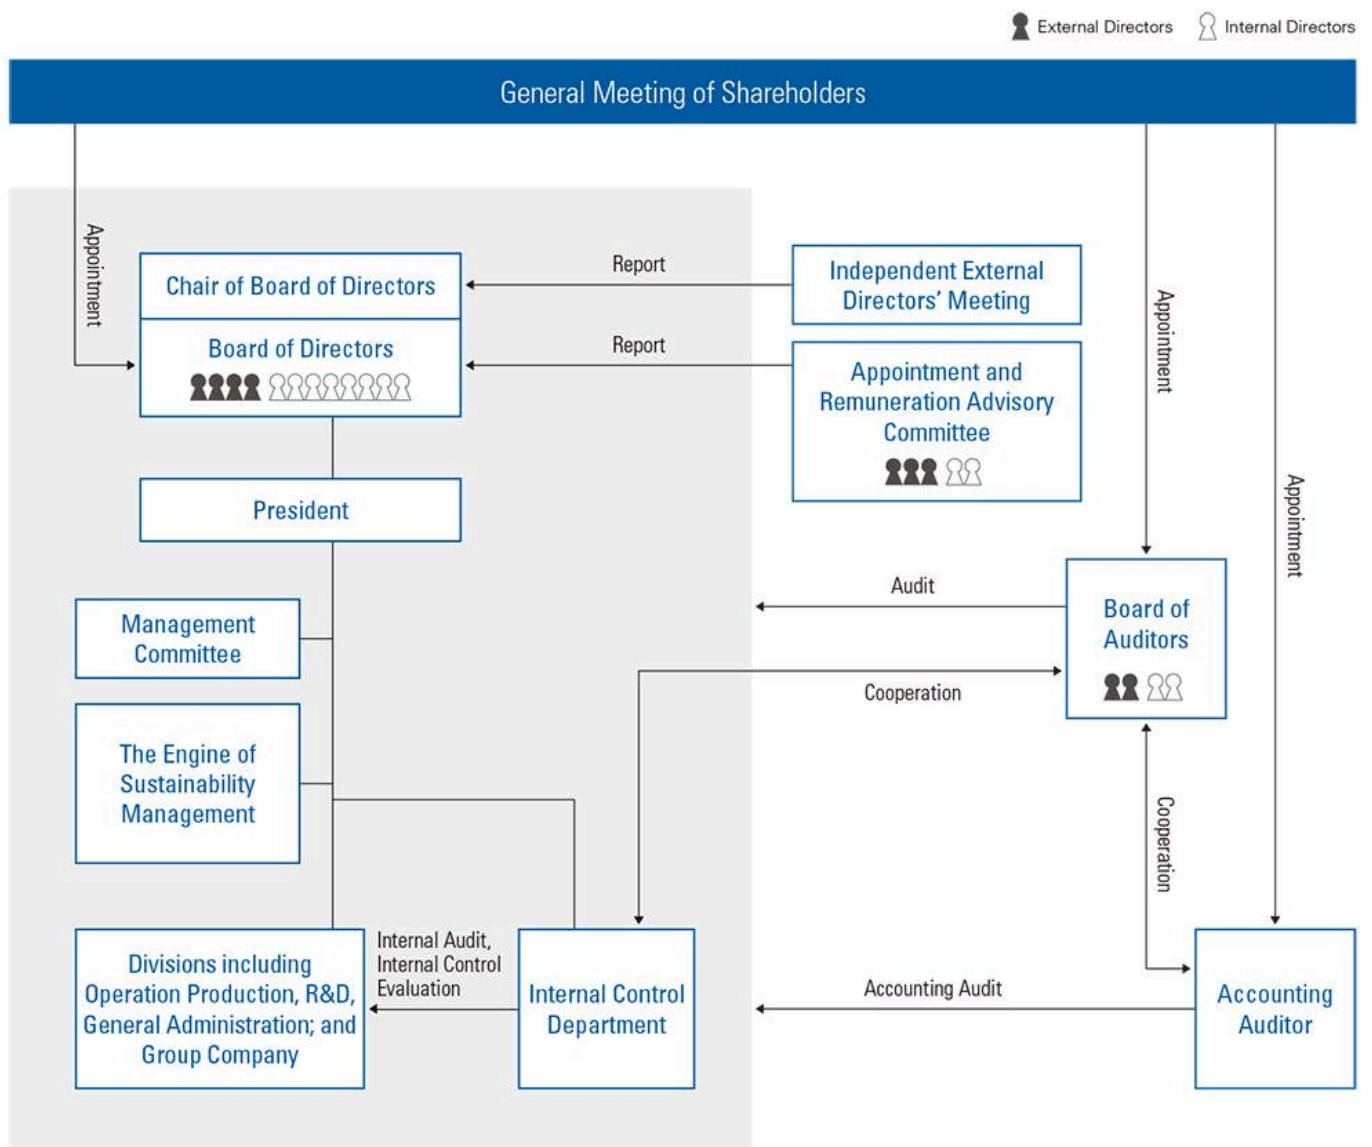 External Directors
Internal Directors
General Meeting of Shareholders
Appointment
Chair of Board of Directors
Report
Independent External
Directors’ Meeting
Board of Directors
Report
Appointment and
Remuneration Advisory
Committee
Appointment
Appointment
President
Management
Committee
Audit
Board of
Auditors
Cooperation
The Engine of
Sustainability
Management
Cooperation
Divisions including
Operation Production, R&D,
General Administration; and
Group Company
Internal Audit,
Internal Control
Evaluation
Internal Control
Department
Accounting Audit
Accounting
Auditor